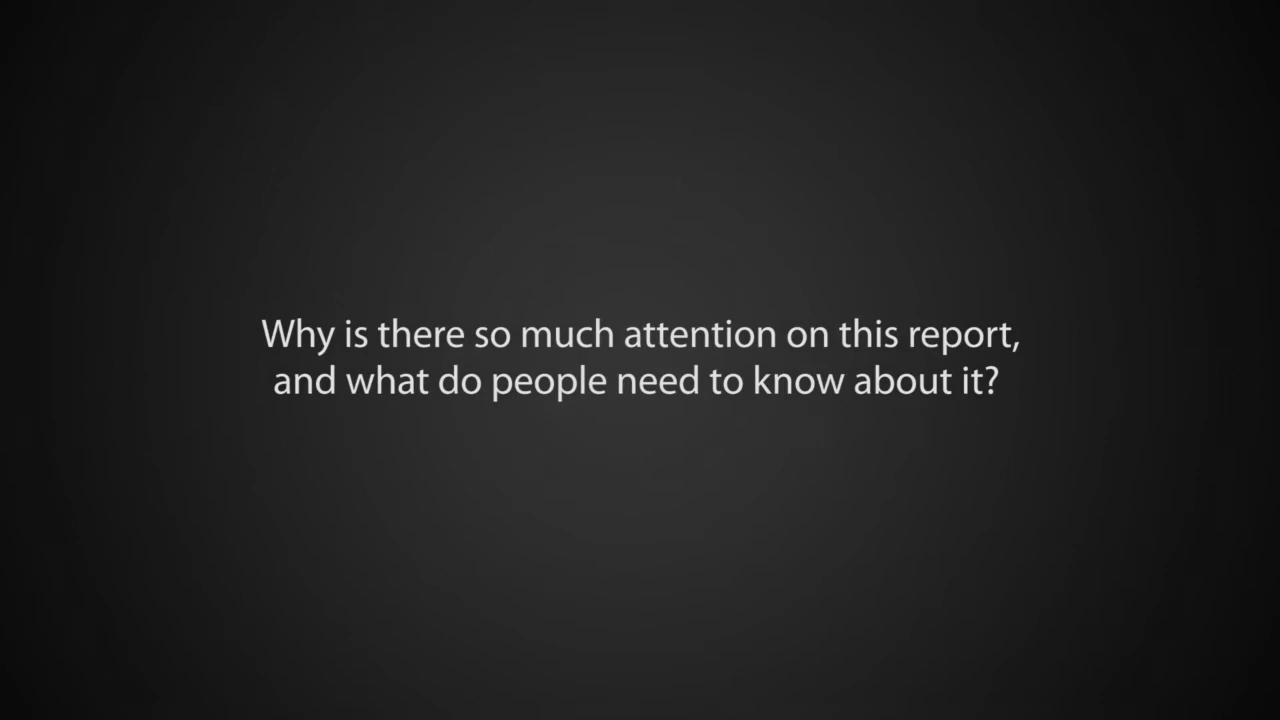 Why is there so much attention on this report,
and what do people need to know about it?